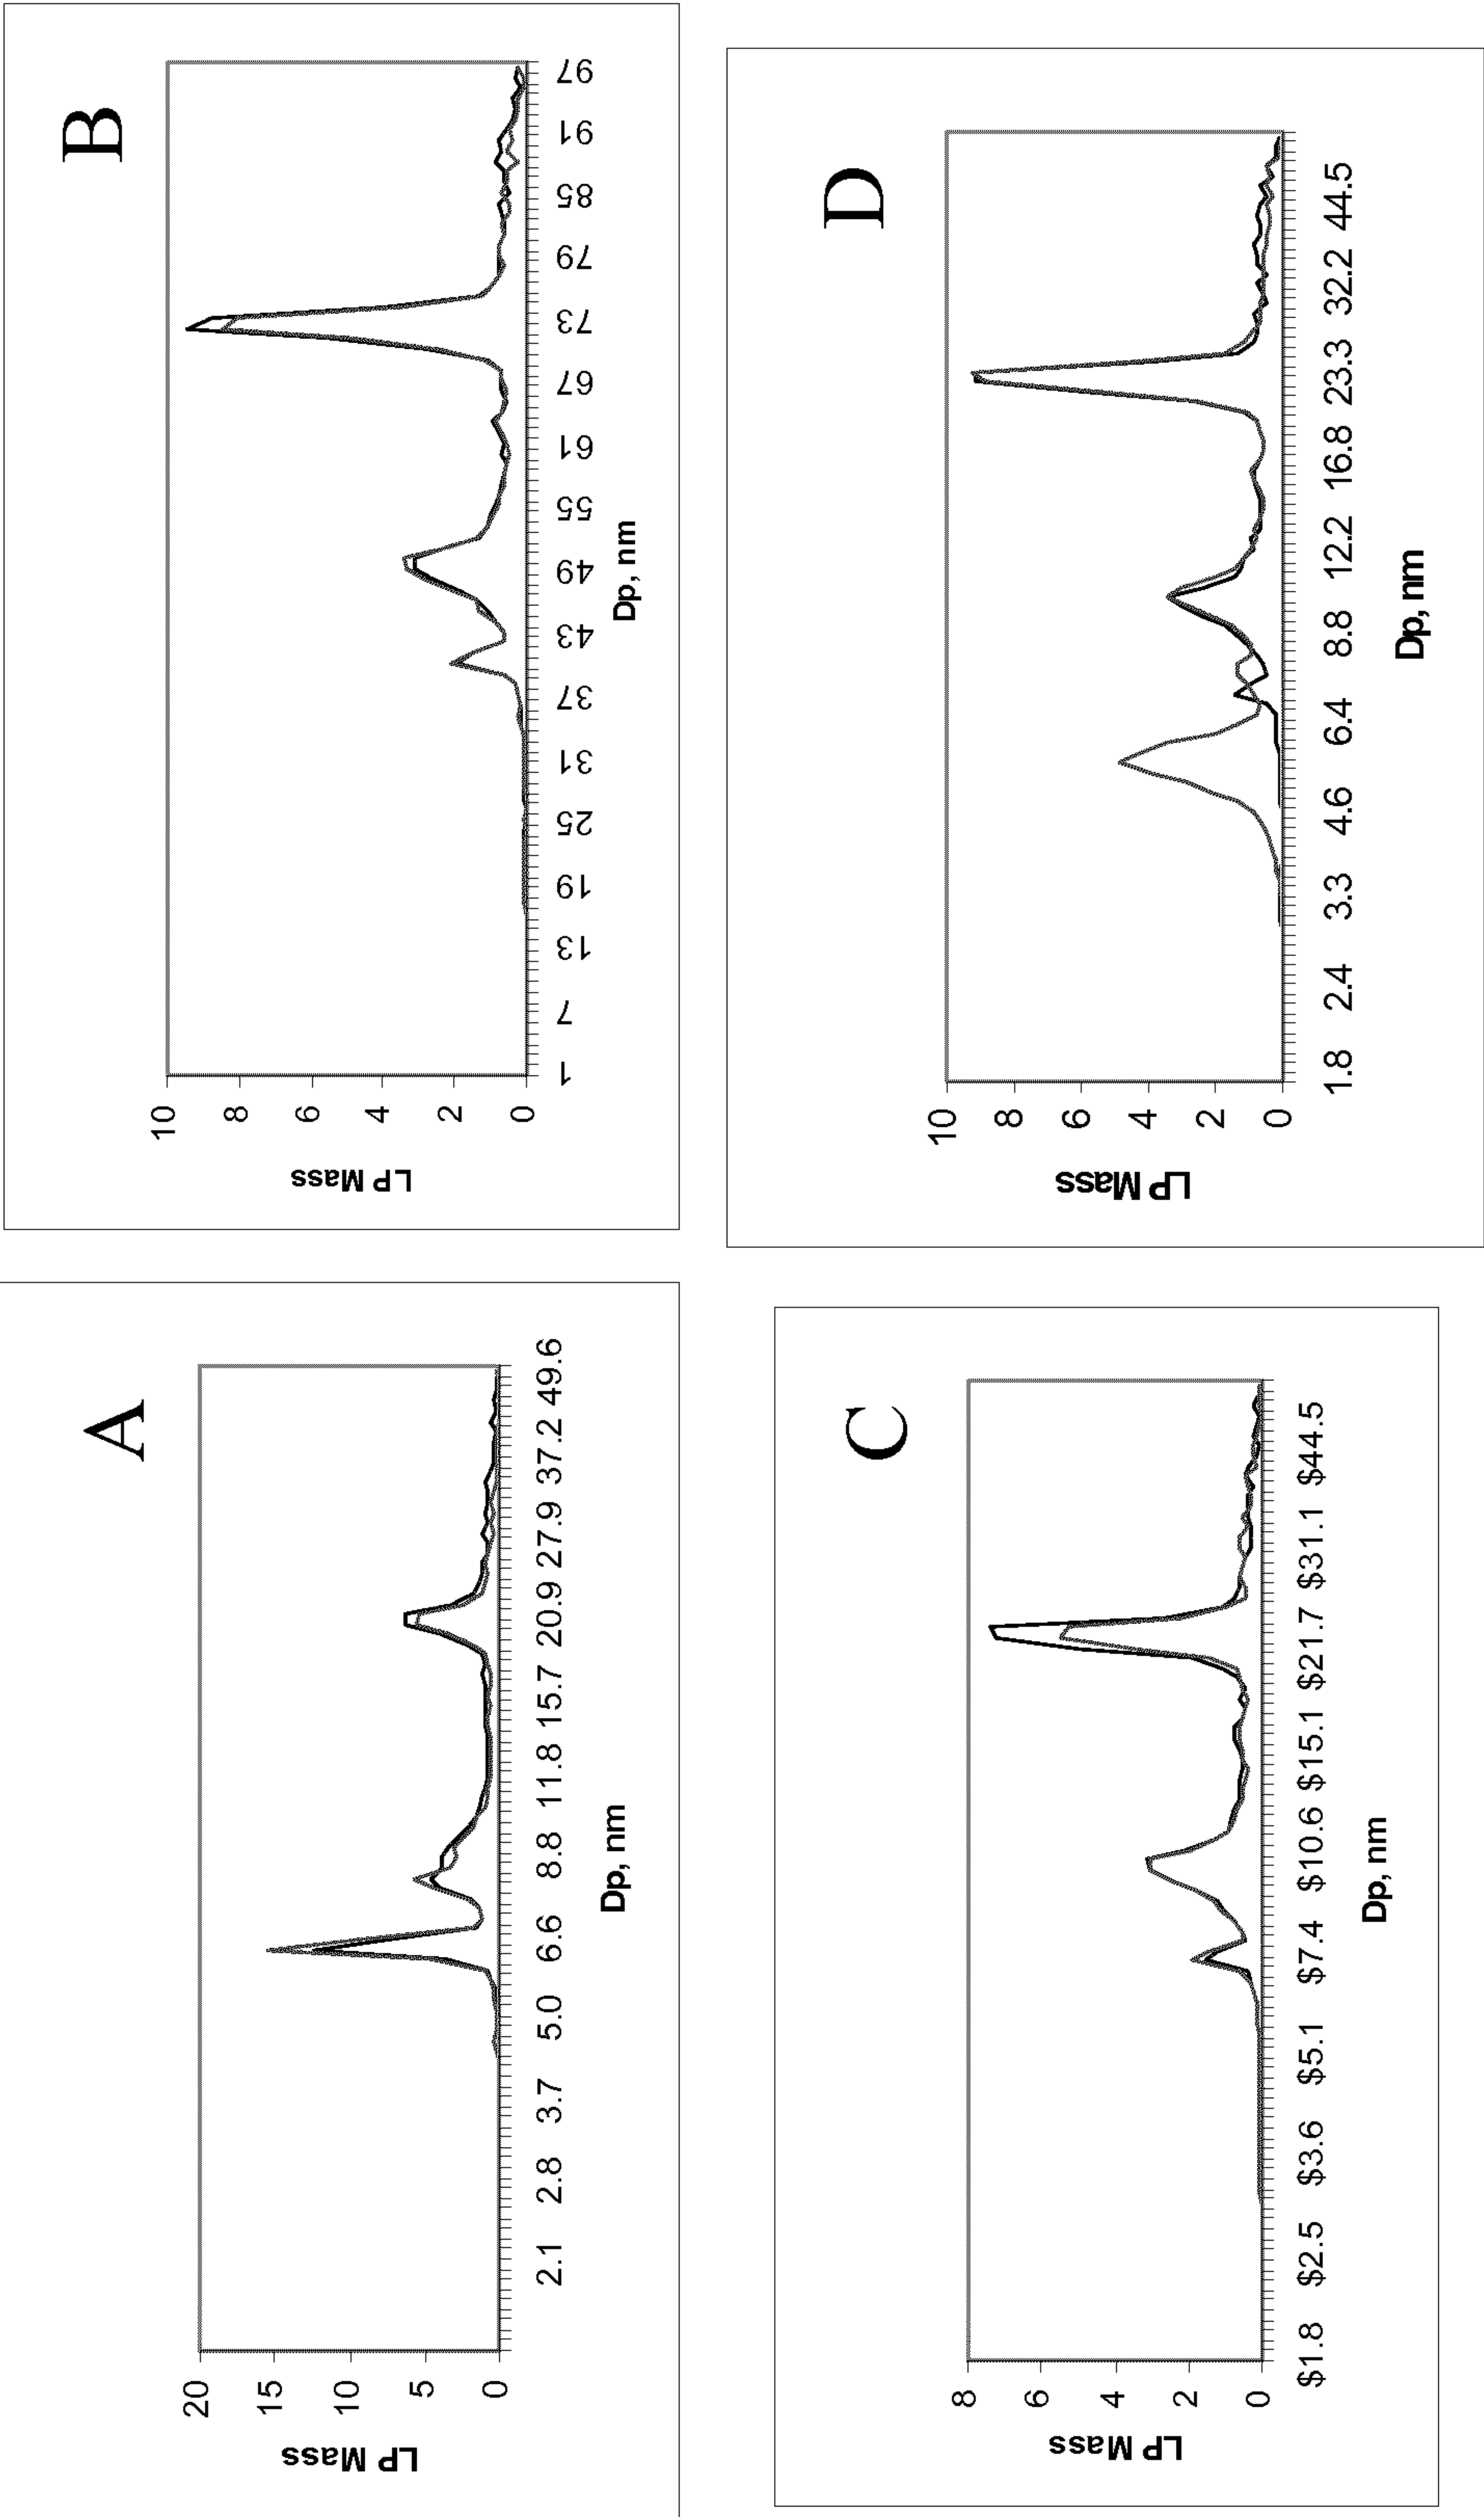 A
LP Mass
20
15
10
5
0
2.1 2.8 3.7 5.0 6.6 8.8 11.8 15.7 20.9 27.9 37.2 49.6
Dp, nm
B
LP Mass
10
8
6
4
2
0
1 7 13 19 25 31 37 43 49 55 61 67 73 79 85 91 97
Dp, nm
C
LP Mass
8
6
4
2
0
$1.8 $2.5 $3.6 $5.1 $7.4 $10.6 $15.1 $21.7 $31.1 $44.5
Dp, nm
D
LP Mass
10
8
6
4
2
0
1.8 2.4 3.3 4.6 6.4 8.8 12.2 16.8 23.3 32.2 44.5
Dp, nm